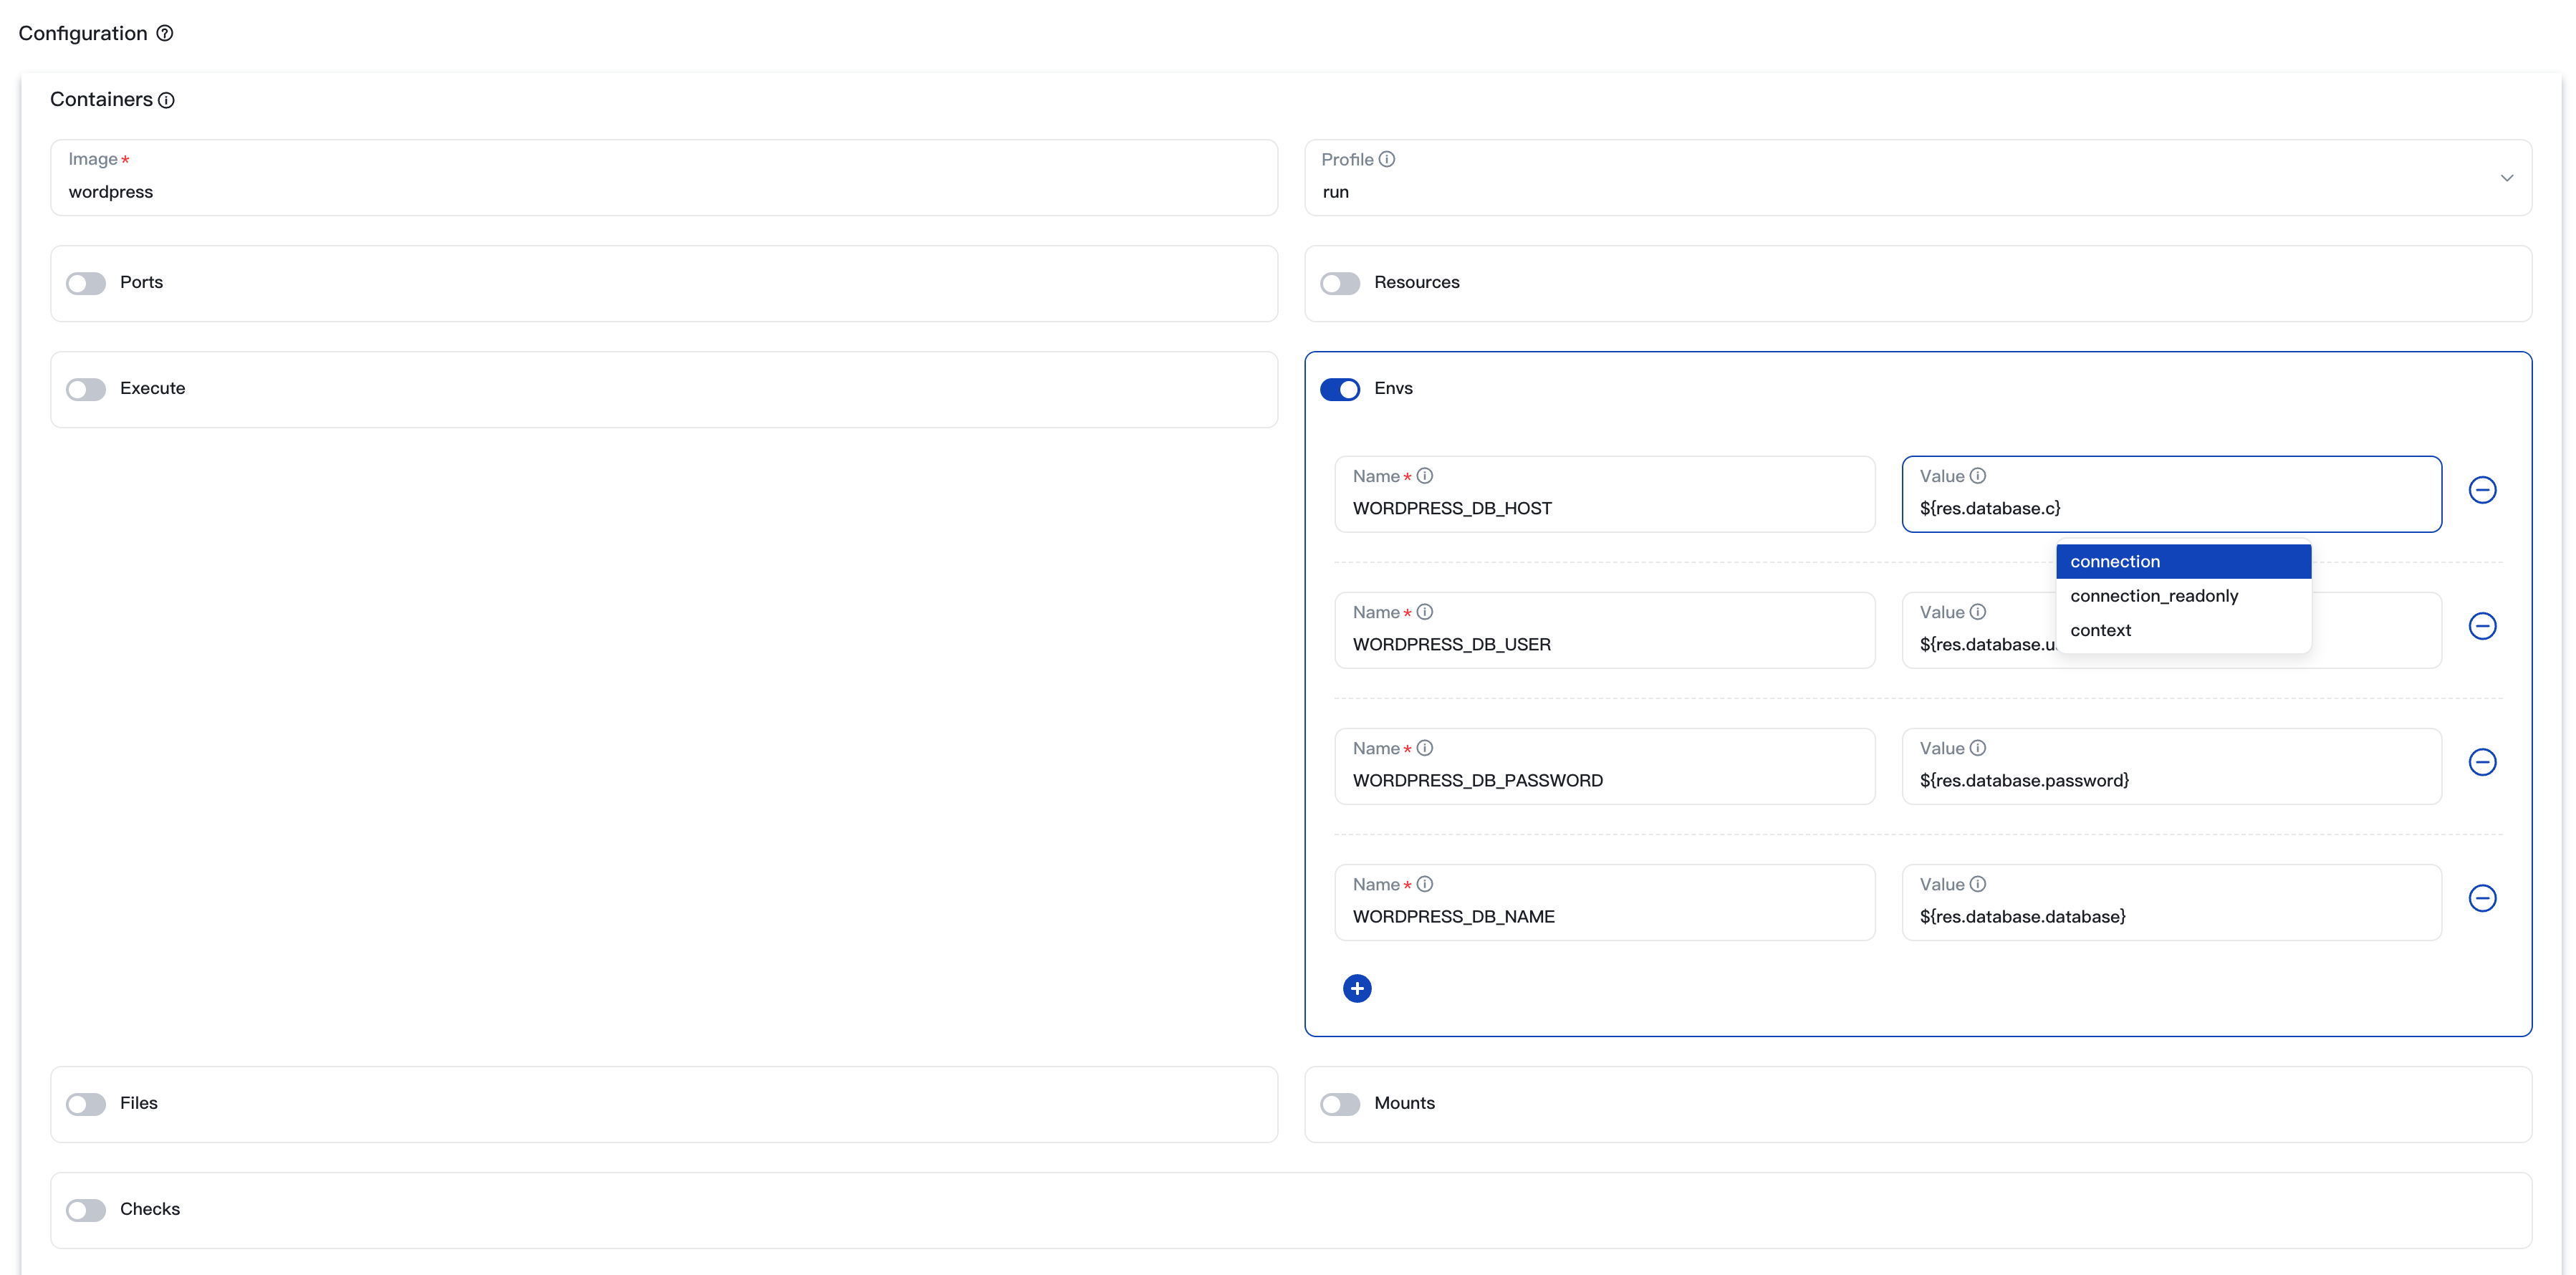 Configuration
Containers
Image *
wordpress
Profile
run
Ports
Resources
Execute
Envs
Name *
WORDPRESS_DB_HOST
Value
${res.database.c}
connection
connection_readonly
context
Name *
WORDPRESS_DB_USER
Value
${res.database.u
Name *
WORDPRESS_DB_PASSWORD
Value
${res.database.password}
Name *
WORDPRESS_DB_NAME
Value
${res.database.database}
Files
Mounts
Checks